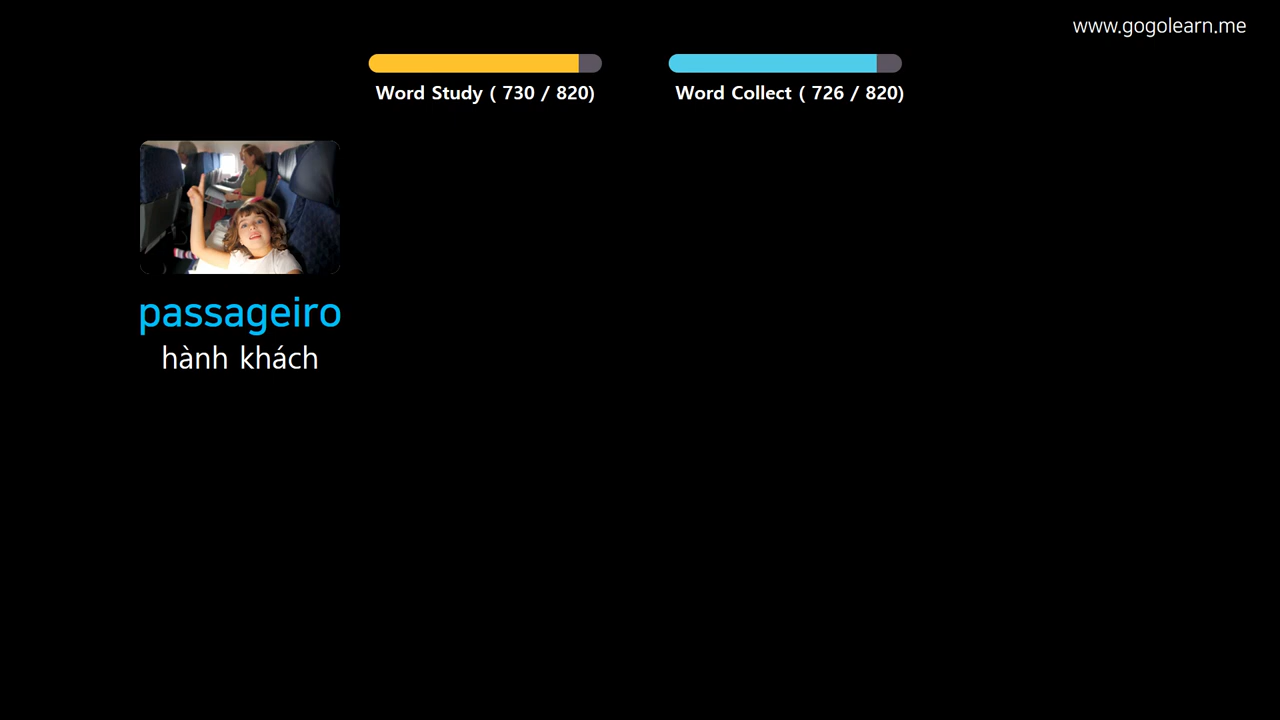 www.gogolearn.me
Word Study ( 730 / 820)
Word Collect ( 726 / 820)
passageiro
hành khách